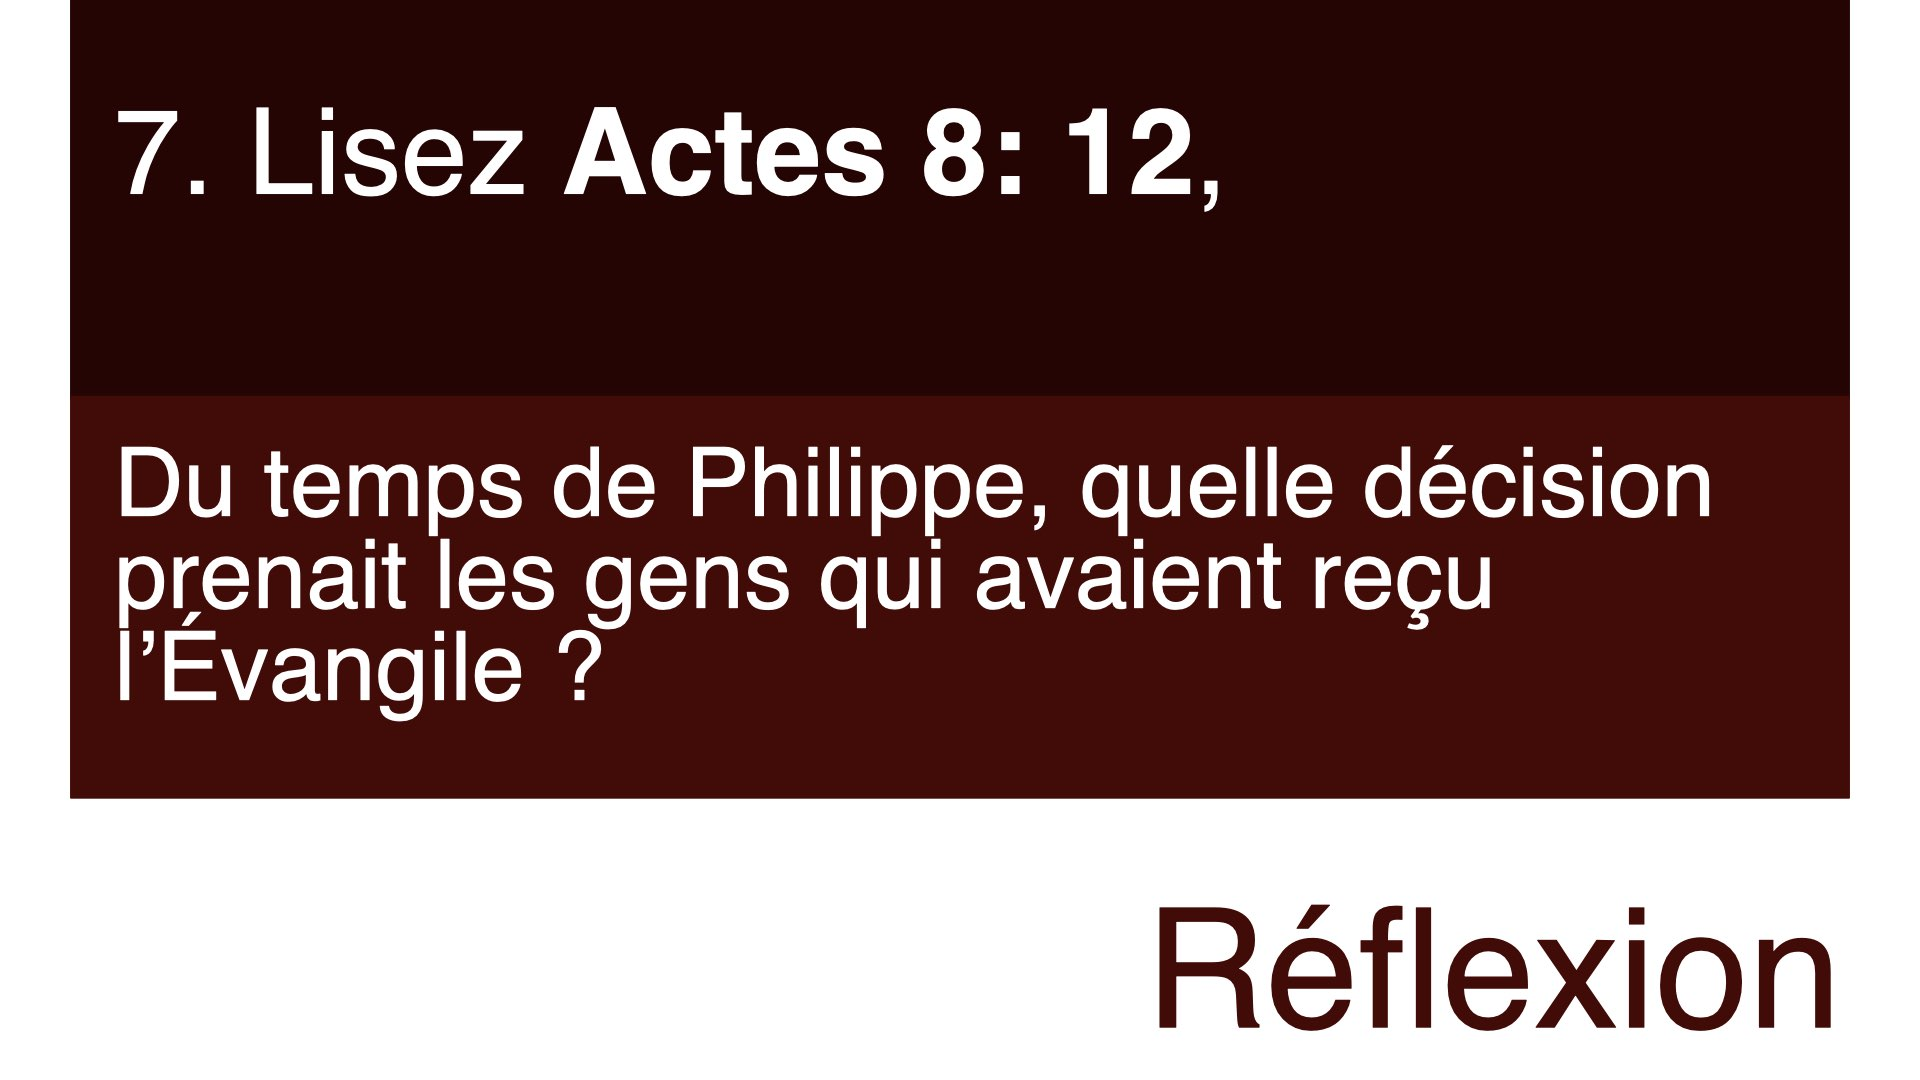 7. Lisez Actes 8: 12,
Du temps de Philippe, quelle décision
prenait les gens qui avaient reçu
l’Évangile ?
Réflexion